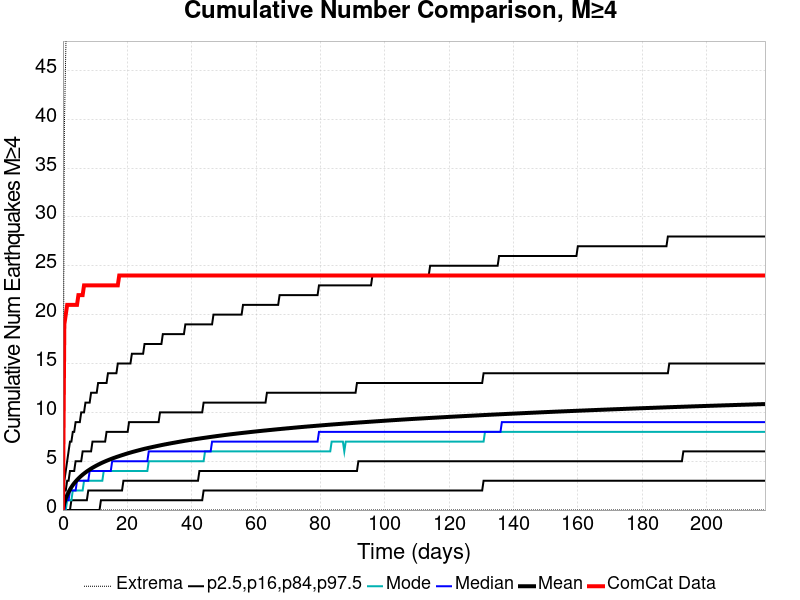 Cumulative Number Comparison, M≥4
Cumulative Num Earthquakes M≥4
45
40
35
30
25
20
15
10
5
0
0 20 40 60 80 100 120 140 160 180 200
Time (days)
Extrema p2.5,p16,p84,p97.5 Mode Median Mean ComCat Data